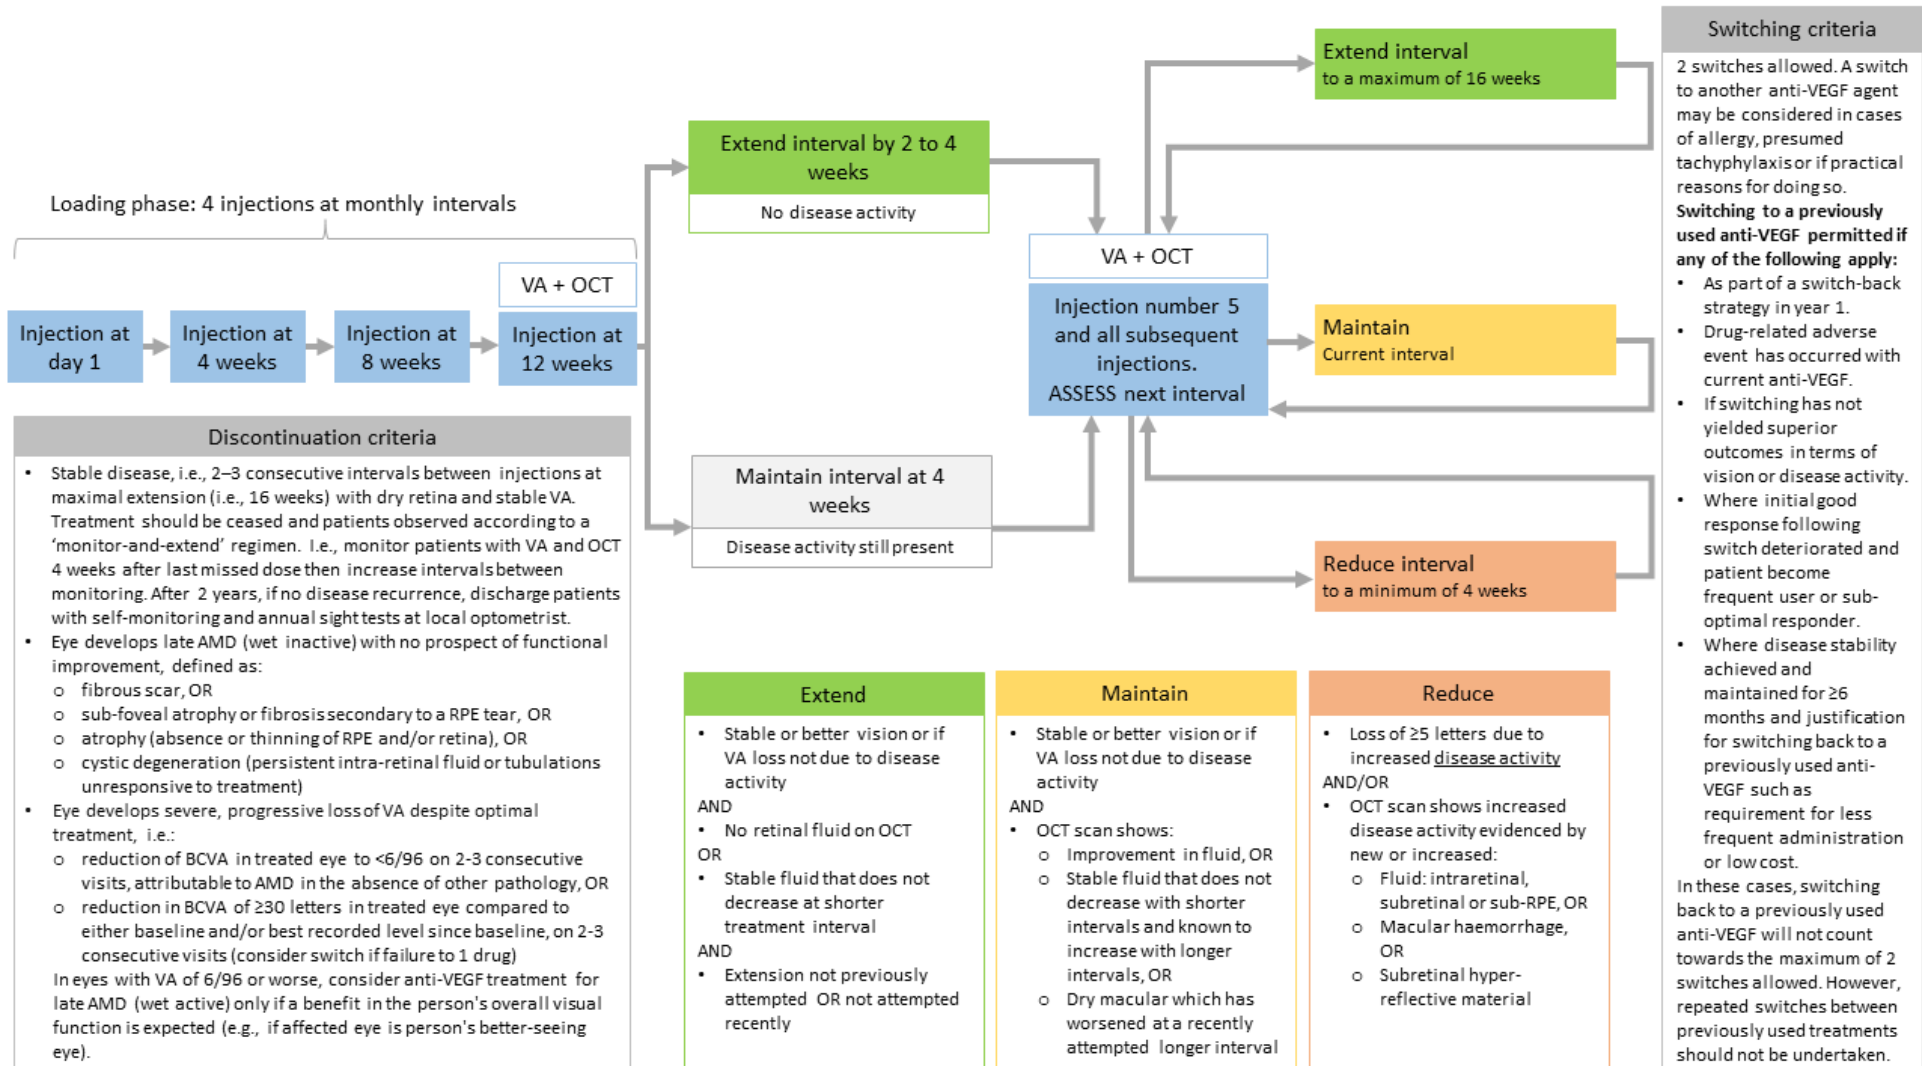 Loading phase: 4 injections at monthly intervals
VA + OCT
Injection at
day 1
Injection at
4 weeks
Injection at
8 weeks
Injection at
12 weeks
Extend interval by 2 to 4
weeks
No disease activity
Maintain interval at 4
weeks
Disease activity still present
VA + OCT
Injection number 5
and all subsequent
injections.
ASSESS next interval
Extend interval
to a maximum of 16 weeks
Maintain
Current interval
Reduce interval
to a minimum of 4 weeks
Discontinuation criteria
• Stable disease, i.e., 2–3 consecutive intervals between injections at
maximal extension (i.e., 16 weeks) with dry retina and stable VA.
Treatment should be ceased and patients observed according to a
‘monitor-and-extend’ regimen. I.e., monitor patients with VA and OCT
4 weeks after last missed dose then increase intervals between
monitoring. After 2 years, if no disease recurrence, discharge patients
with self-monitoring and annual sight tests at local optometrist.
• Eye develops late AMD (wet inactive) with no prospect of functional
improvement, defined as:
o fibrous scar, OR
o sub-foveal atrophy or fibrosis secondary to a RPE tear, OR
o atrophy (absence or thinning of RPE and/or retina), OR
o cystic degeneration (persistent intra-retinal fluid or tubulations
unresponsive to treatment)
• Eye develops severe, progressive loss of VA despite optimal
treatment, i.e.:
o reduction of BCVA in treated eye to <6/96 on 2-3 consecutive
visits, attributable to AMD in the absence of other pathology, OR
o reduction in BCVA of ≥30 letters in treated eye compared to
either baseline and/or best recorded level since baseline, on 2-3
consecutive visits (consider switch if failure to 1 drug)
In eyes with VA of 6/96 or worse, consider anti-VEGF treatment for
late AMD (wet active) only if a benefit in the person's overall visual
function is expected (e.g., if affected eye is person's better-seeing
eye).
Extend
• Stable or better vision or if
VA loss not due to disease
activity
AND
• No retinal fluid on OCT
OR
• Stable fluid that does not
decrease at shorter
treatment interval
AND
• Extension not previously
attempted OR not attempted
recently
Maintain
• Stable or better vision or if
VA loss not due to disease
activity
AND
• OCT scan shows:
o Improvement in fluid, OR
o Stable fluid that does not
decrease with shorter
intervals and known to
increase with longer
intervals, OR
o Dry macular which has
worsened at a recently
attempted longer interval
Reduce
• Loss of ≥5 letters due to
increased disease activity
AND/OR
• OCT scan shows increased
disease activity evidenced by
new or increased:
o Fluid: intraretinal,
subretinal or sub-RPE, OR
o Macular haemorrhage,
OR
o Subretinal hyper-
reflective material
Switching criteria
2 switches allowed. A switch
to another anti-VEGF agent
may be considered in cases
of allergy, presumed
tachyphylaxis or if practical
reasons for doing so.
Switching to a previously
used anti-VEGF permitted if
any of the following apply:
• As part of a switch-back
strategy in year 1.
• Drug-related adverse
event has occurred with
current anti-VEGF.
• If switching has not
yielded superior
outcomes in terms of
vision or disease activity.
• Where initial good
response following
switch deteriorated and
patient become
frequent user or sub-
optimal responder.
• Where disease stability
achieved and
maintained for ≥6
months and justification
for switching back to a
previously used anti-
VEGF such as
requirement for less
frequent administration
or low cost.
In these cases, switching
back to a previously used
anti-VEGF will not count
towards the maximum of 2
switches allowed. However,
repeated switches between
previously used treatments
should not be undertaken.